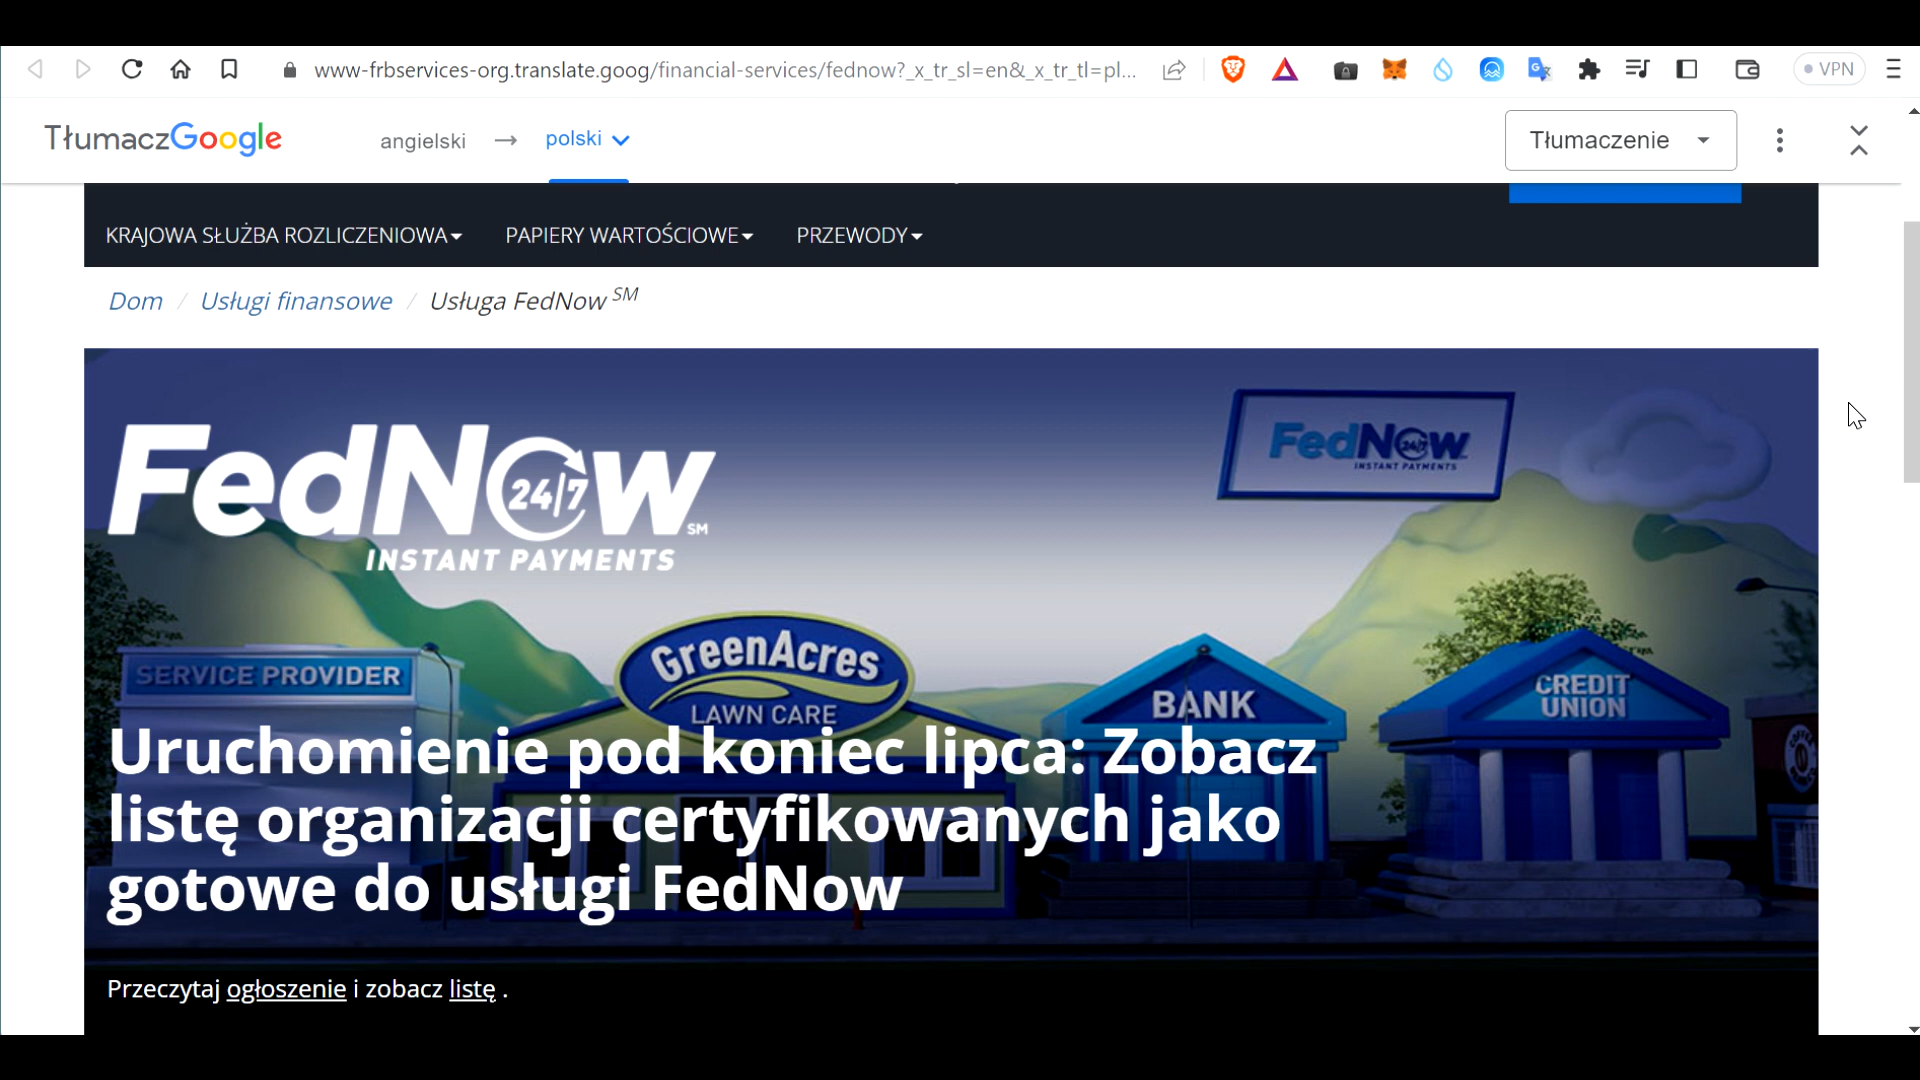 www-frbservices-org.translate.goog/financial-services/fednow?_x_tr_sl=en&_x_tr_tl=pl...
VPN
TłumaczGoogle
angielski → polski
Tłumaczenie
KRAJOWA SŁUŻBA ROZLICZENIOWA PAPIERY WARTOŚCIOWE PRZEWODY
Dom / Usługi finansowe / Usługa FedNow SM
FedNow
24/7
SM
INSTANT PAYMENTS
FedNow
24/7
INSTANT PAYMENTS
SERVICE PROVIDER
GreenAcres
LAWN CARE
BANK
CREDIT
UNION
Uruchomienie pod koniec lipca: Zobacz
listę organizacji certyfikowanych jako
gotowe do usługi FedNow
Przeczytaj ogłoszenie i zobacz listę .